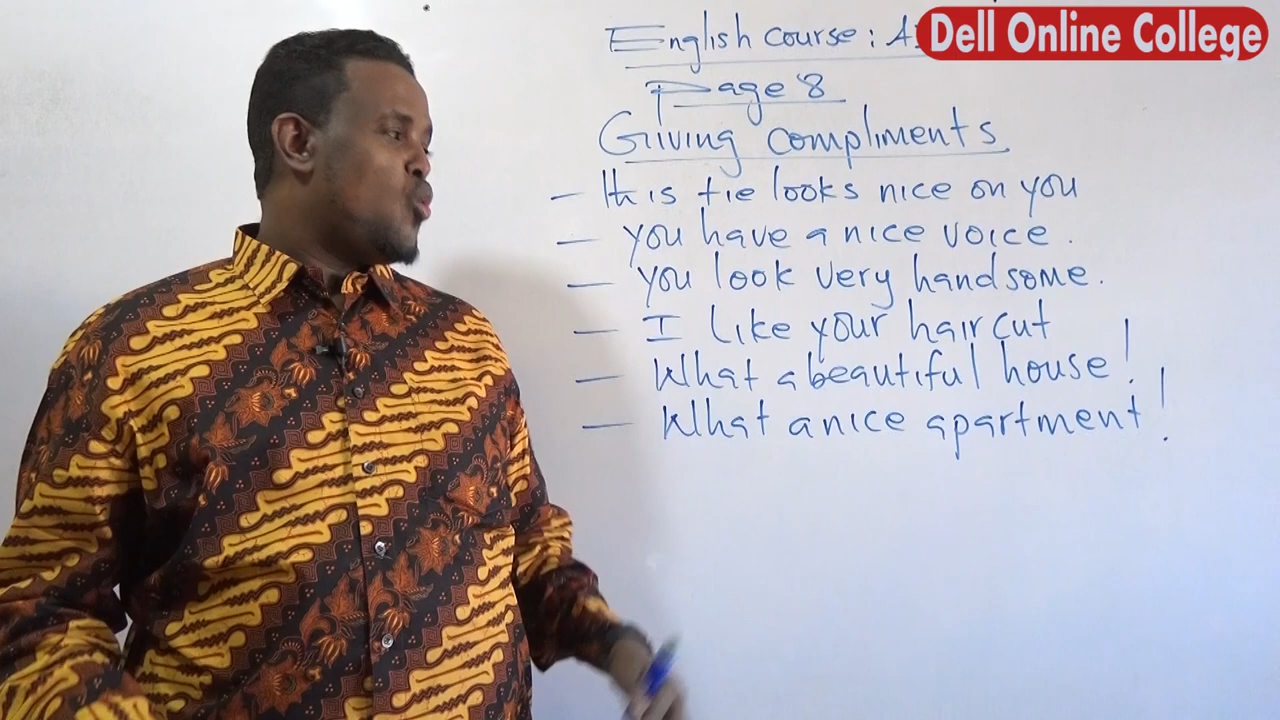 English course:
Dell Online College
Page 8
Giving compliments
- this tie looks nice on you
- you have a nice voice.
- you look very handsome.
- I like your haircut
- What a beautiful house!
- What a nice apartment!